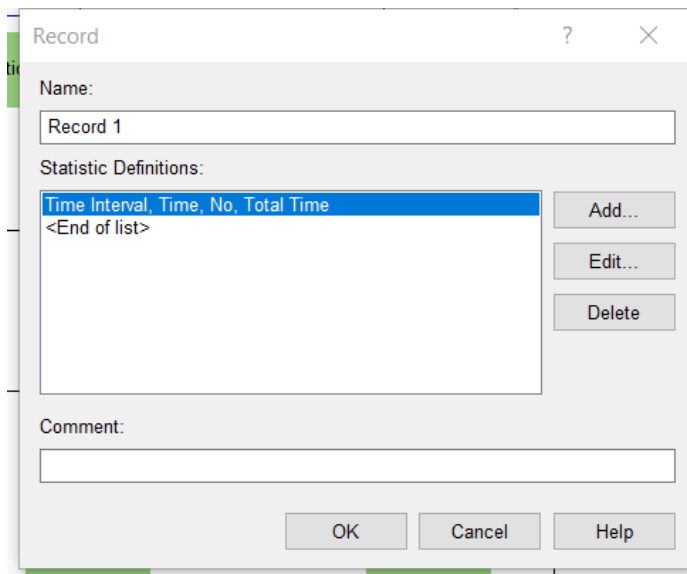 Record
?
Name:
Record 1
Statistic Definitions:
Time Interval, Time, No, Total Time
<End of list>
Add...
Edit...
Delete
Comment:
OK
Cancel
Help